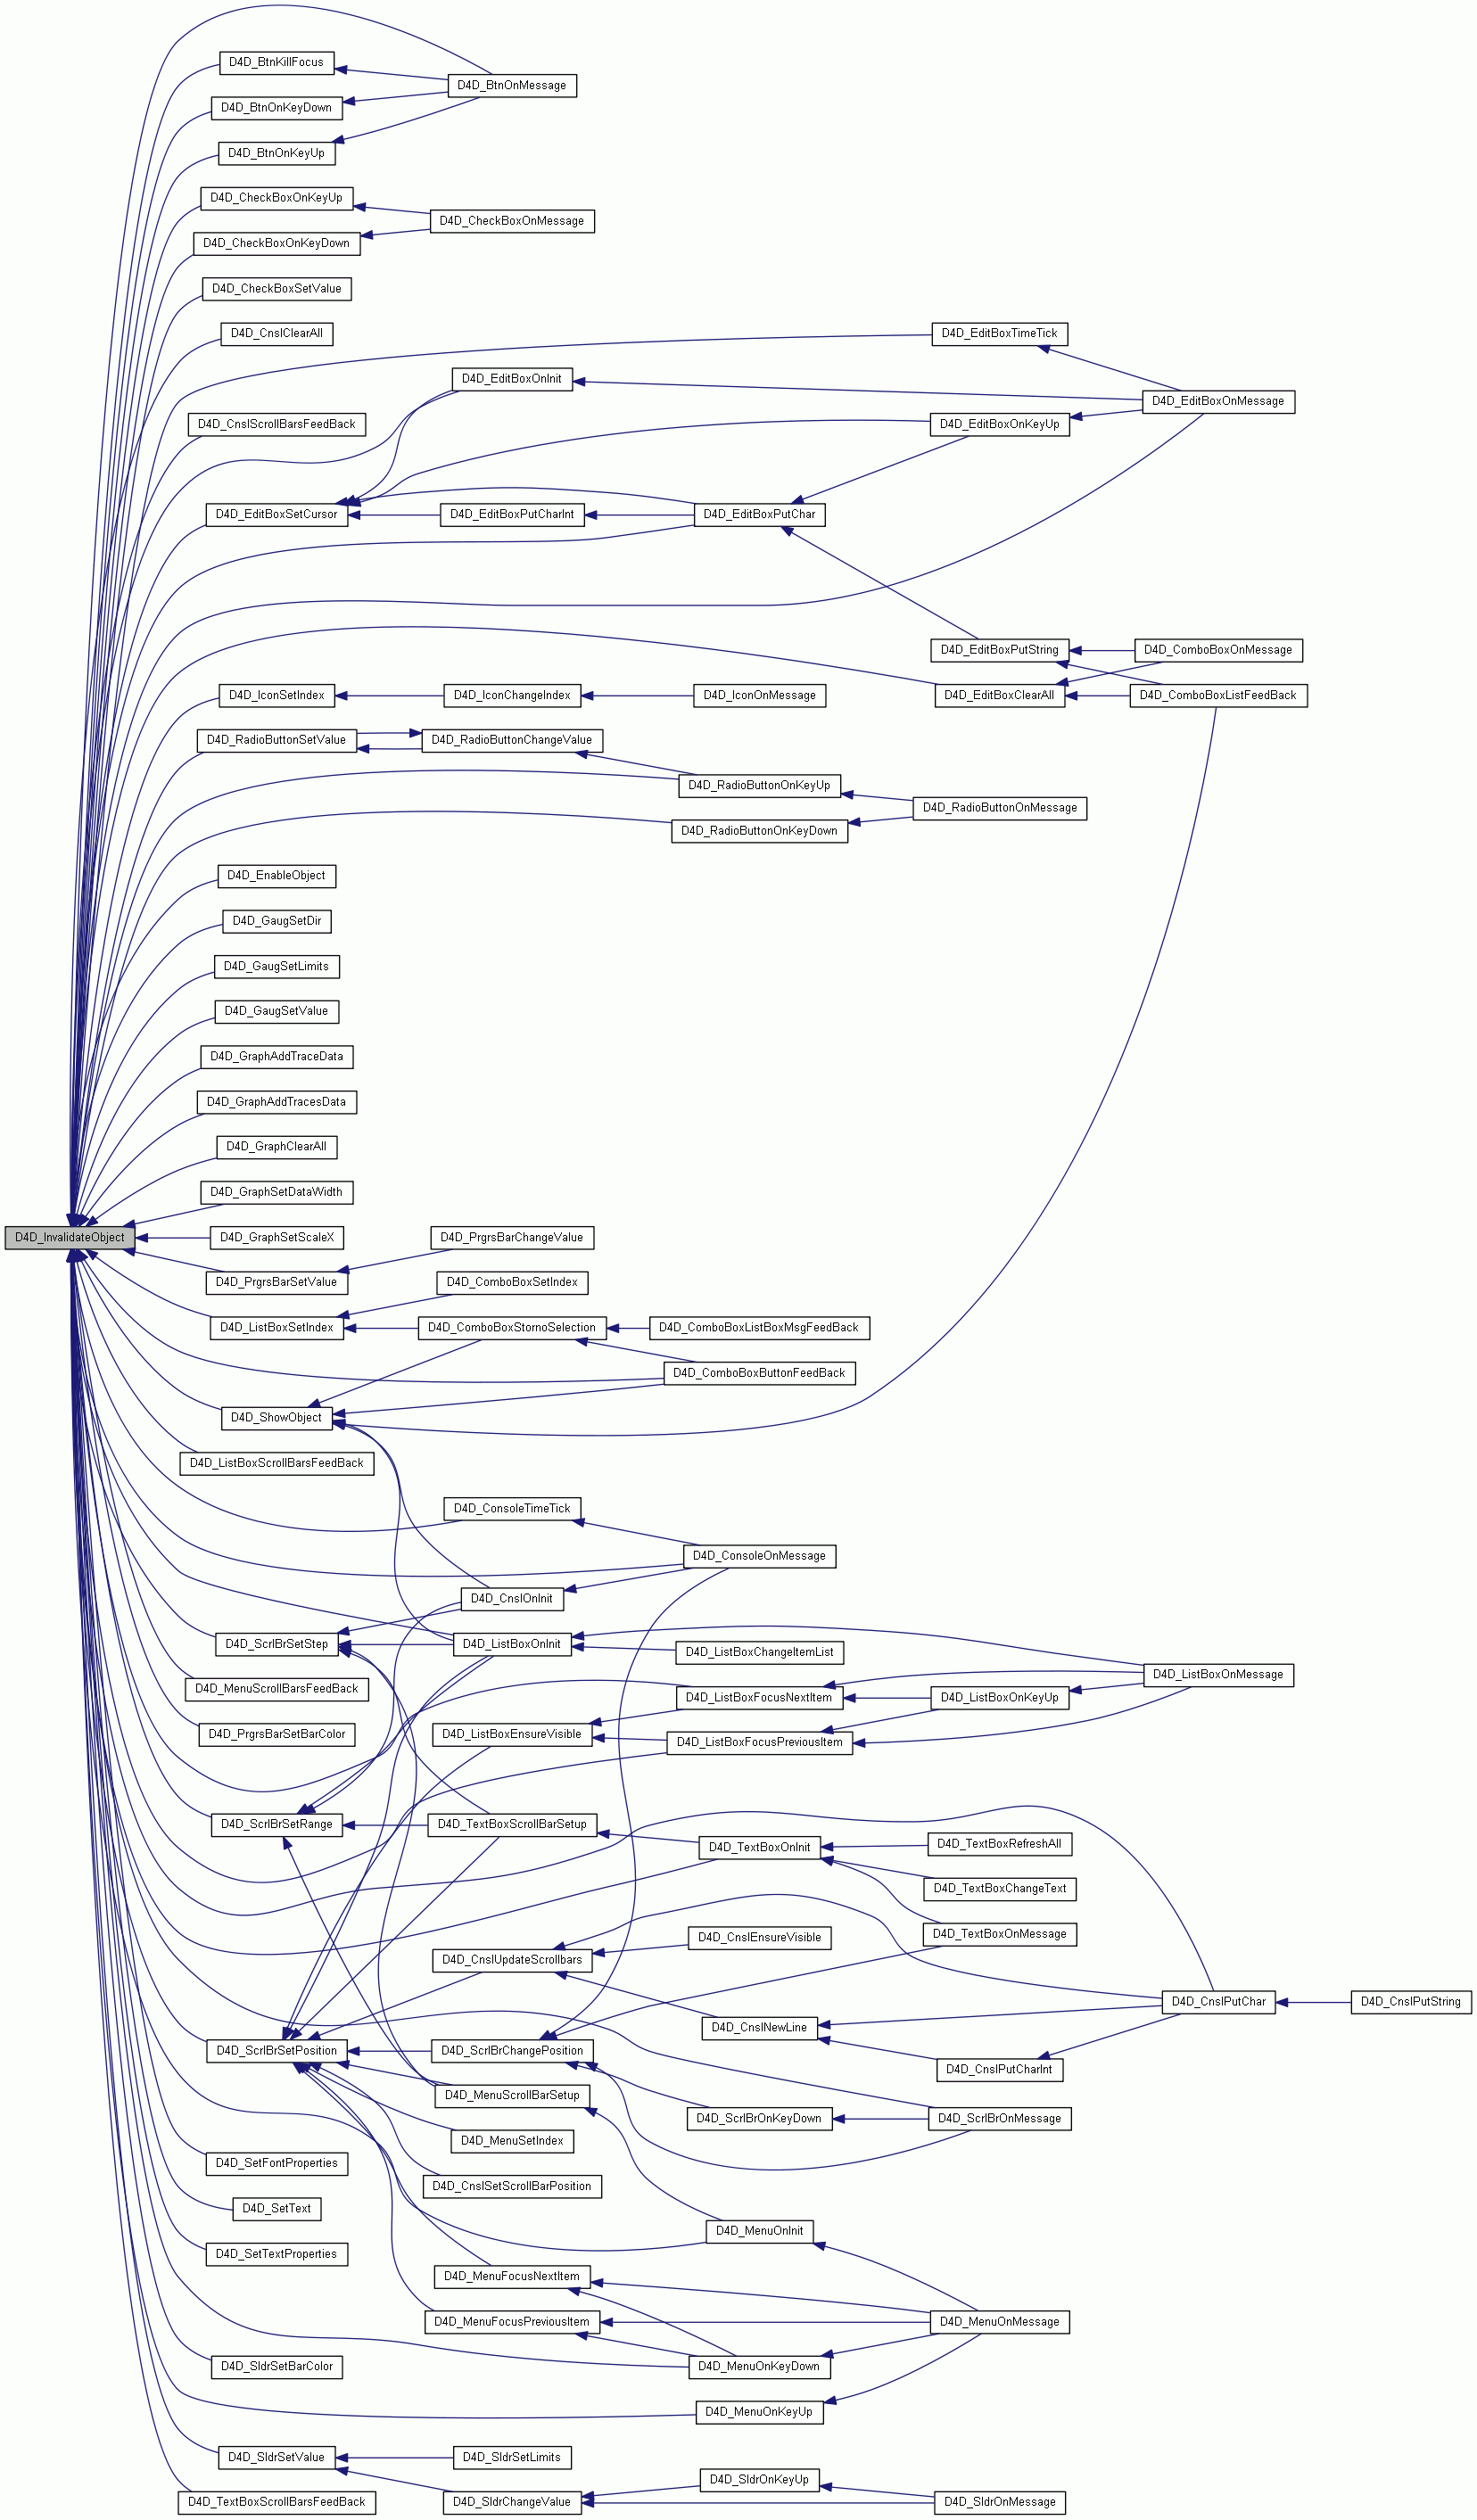 D4D_BtnKillFocus
D4D_BtnOnMessage
D4D_BtnOnKeyDown
D4D_BtnOnKeyUp
D4D_CheckBoxOnKeyUp
D4D_CheckBoxOnMessage
D4D_CheckBoxOnKeyDown
D4D_CheckBoxSetValue
D4D_CnslClearAll
D4D_EditBoxTimeTick
D4D_EditBoxOnInit
D4D_EditBoxOnMessage
D4D_CnslScrollBarsFeedBack
D4D_EditBoxOnKeyUp
D4D_EditBoxSetCursor
D4D_EditBoxPutCharInt
D4D_EditBoxPutChar
D4D_EditBoxPutString
D4D_ComboBoxOnMessage
D4D_IconSetIndex
D4D_IconChangeIndex
D4D_IconOnMessage
D4D_EditBoxClearAll
D4D_ComboBoxListFeedBack
D4D_RadioButtonSetValue
D4D_RadioButtonChangeValue
D4D_RadioButtonOnKeyUp
D4D_RadioButtonOnMessage
D4D_RadioButtonOnKeyDown
D4D_EnableObject
D4D_GaugSetDir
D4D_GaugSetLimits
D4D_GaugSetValue
D4D_GraphAddTraceData
D4D_GraphAddTracesData
D4D_GraphClearAll
D4D_GraphSetDataWidth
D4D_InvalidateObject
D4D_GraphSetScaleX
D4D_PrgrsBarChangeValue
D4D_PrgrsBarSetValue
D4D_ComboBoxSetIndex
D4D_ListBoxSetIndex
D4D_ComboBoxStornoSelection
D4D_ComboBoxListBoxMsgFeedBack
D4D_ComboBoxButtonFeedBack
D4D_ShowObject
D4D_ListBoxScrollBarsFeedBack
D4D_ConsoleTimeTick
D4D_ConsoleOnMessage
D4D_CnslOnInit
D4D_ScrlBrSetStep
D4D_ListBoxOnInit
D4D_ListBoxChangeItemList
D4D_ListBoxOnMessage
D4D_MenuScrollBarsFeedBack
D4D_ListBoxFocusNextItem
D4D_ListBoxOnKeyUp
D4D_PrgrsBarSetBarColor
D4D_ListBoxEnsureVisible
D4D_ListBoxFocusPreviousItem
D4D_ScrlBrSetRange
D4D_TextBoxScrollBarSetup
D4D_TextBoxOnInit
D4D_TextBoxRefreshAll
D4D_TextBoxChangeText
D4D_TextBoxOnMessage
D4D_CnslUpdateScrollbars
D4D_CnslEnsureVisible
D4D_CnslPutChar
D4D_CnslPutString
D4D_CnslNewLine
D4D_ScrlBrSetPosition
D4D_ScrlBrChangePosition
D4D_CnslPutCharInt
D4D_MenuScrollBarSetup
D4D_ScrlBrOnKeyDown
D4D_ScrlBrOnMessage
D4D_MenuSetIndex
D4D_SetFontProperties
D4D_CnslSetScrollBarPosition
D4D_SetText
D4D_MenuOnInit
D4D_SetTextProperties
D4D_MenuFocusNextItem
D4D_MenuFocusPreviousItem
D4D_MenuOnMessage
D4D_SldrSetBarColor
D4D_MenuOnKeyDown
D4D_MenuOnKeyUp
D4D_SldrSetValue
D4D_SldrSetLimits
D4D_SldrOnKeyUp
D4D_TextBoxScrollBarsFeedBack
D4D_SldrChangeValue
D4D_SldrOnMessage